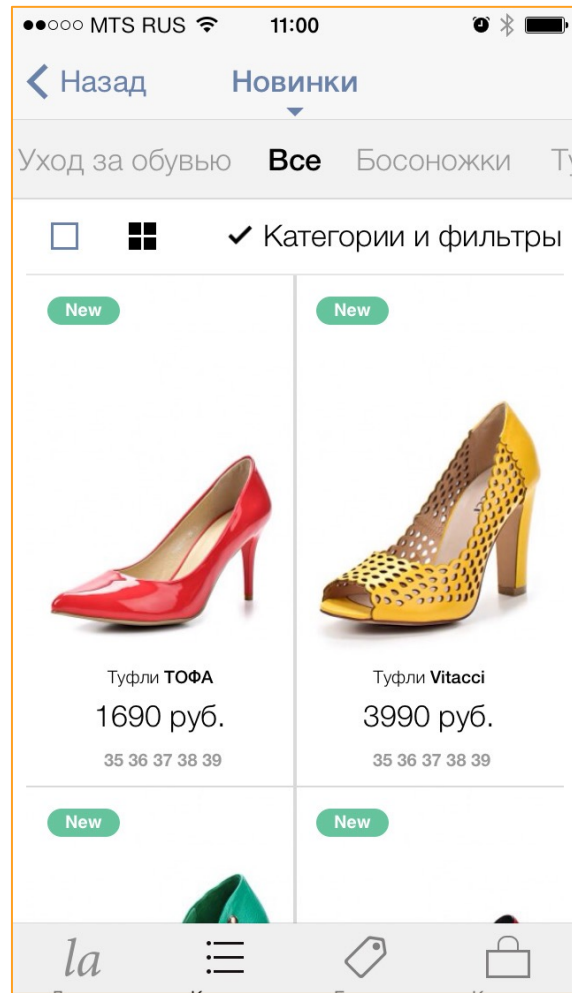 MTS RUS 11:00
Назад Новинки
Уход за обувью Все Босоножки
Категории и фильтры
New New
Туфли ТОФА Туфли Vitacci
1690 руб. 3990 руб.
35 36 37 38 39 35 36 37 38 39
New New
la